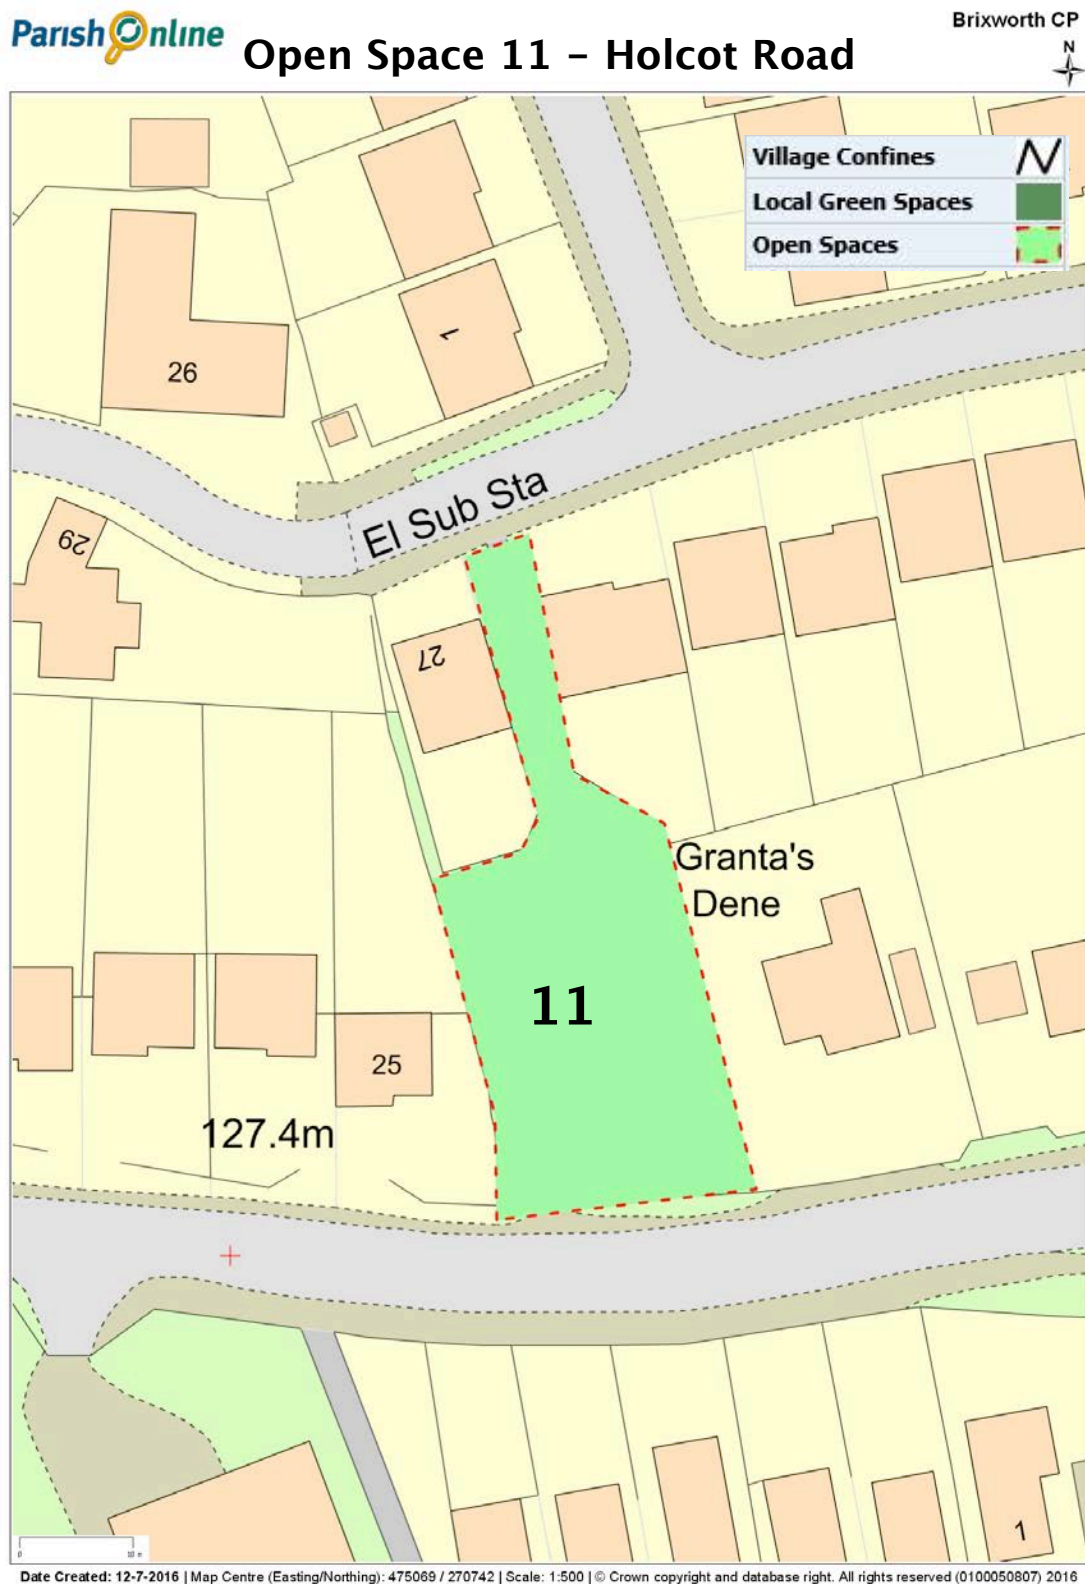 Parish Online
Brixworth CP
Open Space 11 – Holcot Road
N
Village Confines
Local Green Spaces
Open Spaces
1
26
El Sub Sta
29
27
Granta's
Dene
11
25
127.4m
1
0
10 m
Date Created: 12-7-2016 | Map Centre (Easting/Northing): 475069 / 270742 | Scale: 1:500 | © Crown copyright and database right. All rights reserved (0100050807) 2016